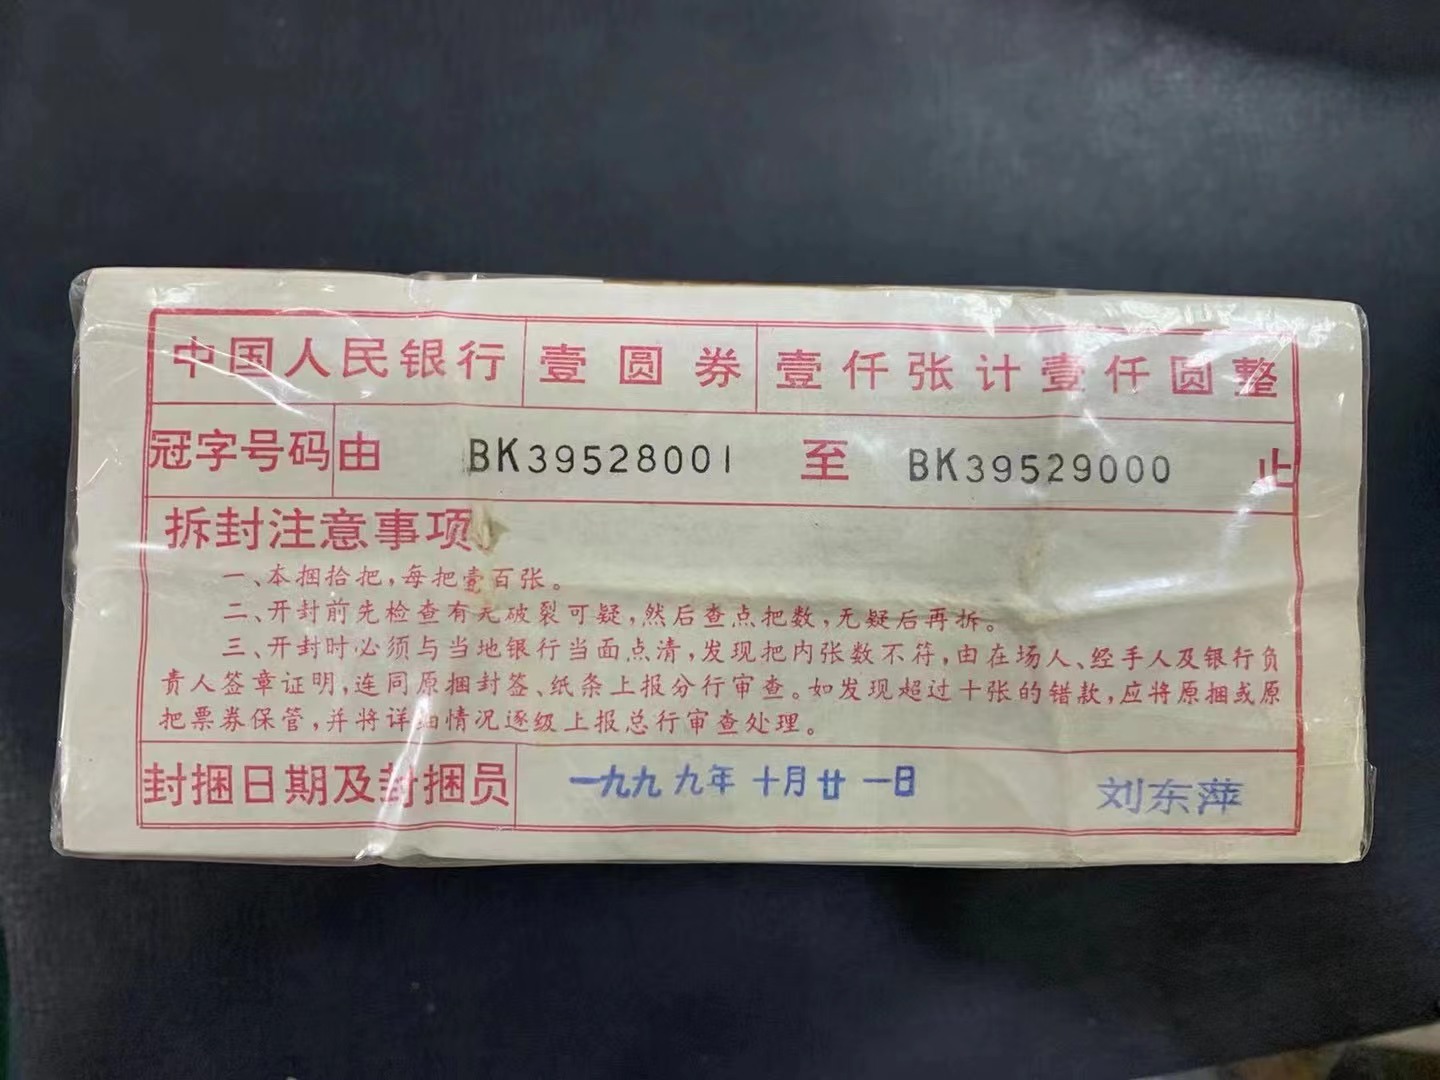 中国人民银行 壹圆券 壹仟张计壹仟圆整
冠字号码 由 BK39528001 至 BK39529000 止
拆封注意事项
一、本捆拾把，每把壹百张。
二、开封前先检查有无破裂可疑，然后查点把数，无疑后再拆。
三、开封时必须与当地银行当面点清，发现把内张数不符，由在场人、经手人及银行负
责人签章证明，连同原捆封签、纸条上报分行审查。如发现超过十张的错款，应将原捆或原
把票券保管，并将详细情况逐级上报总行审查处理。
封捆日期及封捆员 一九九九年十月廿一日 刘东萍